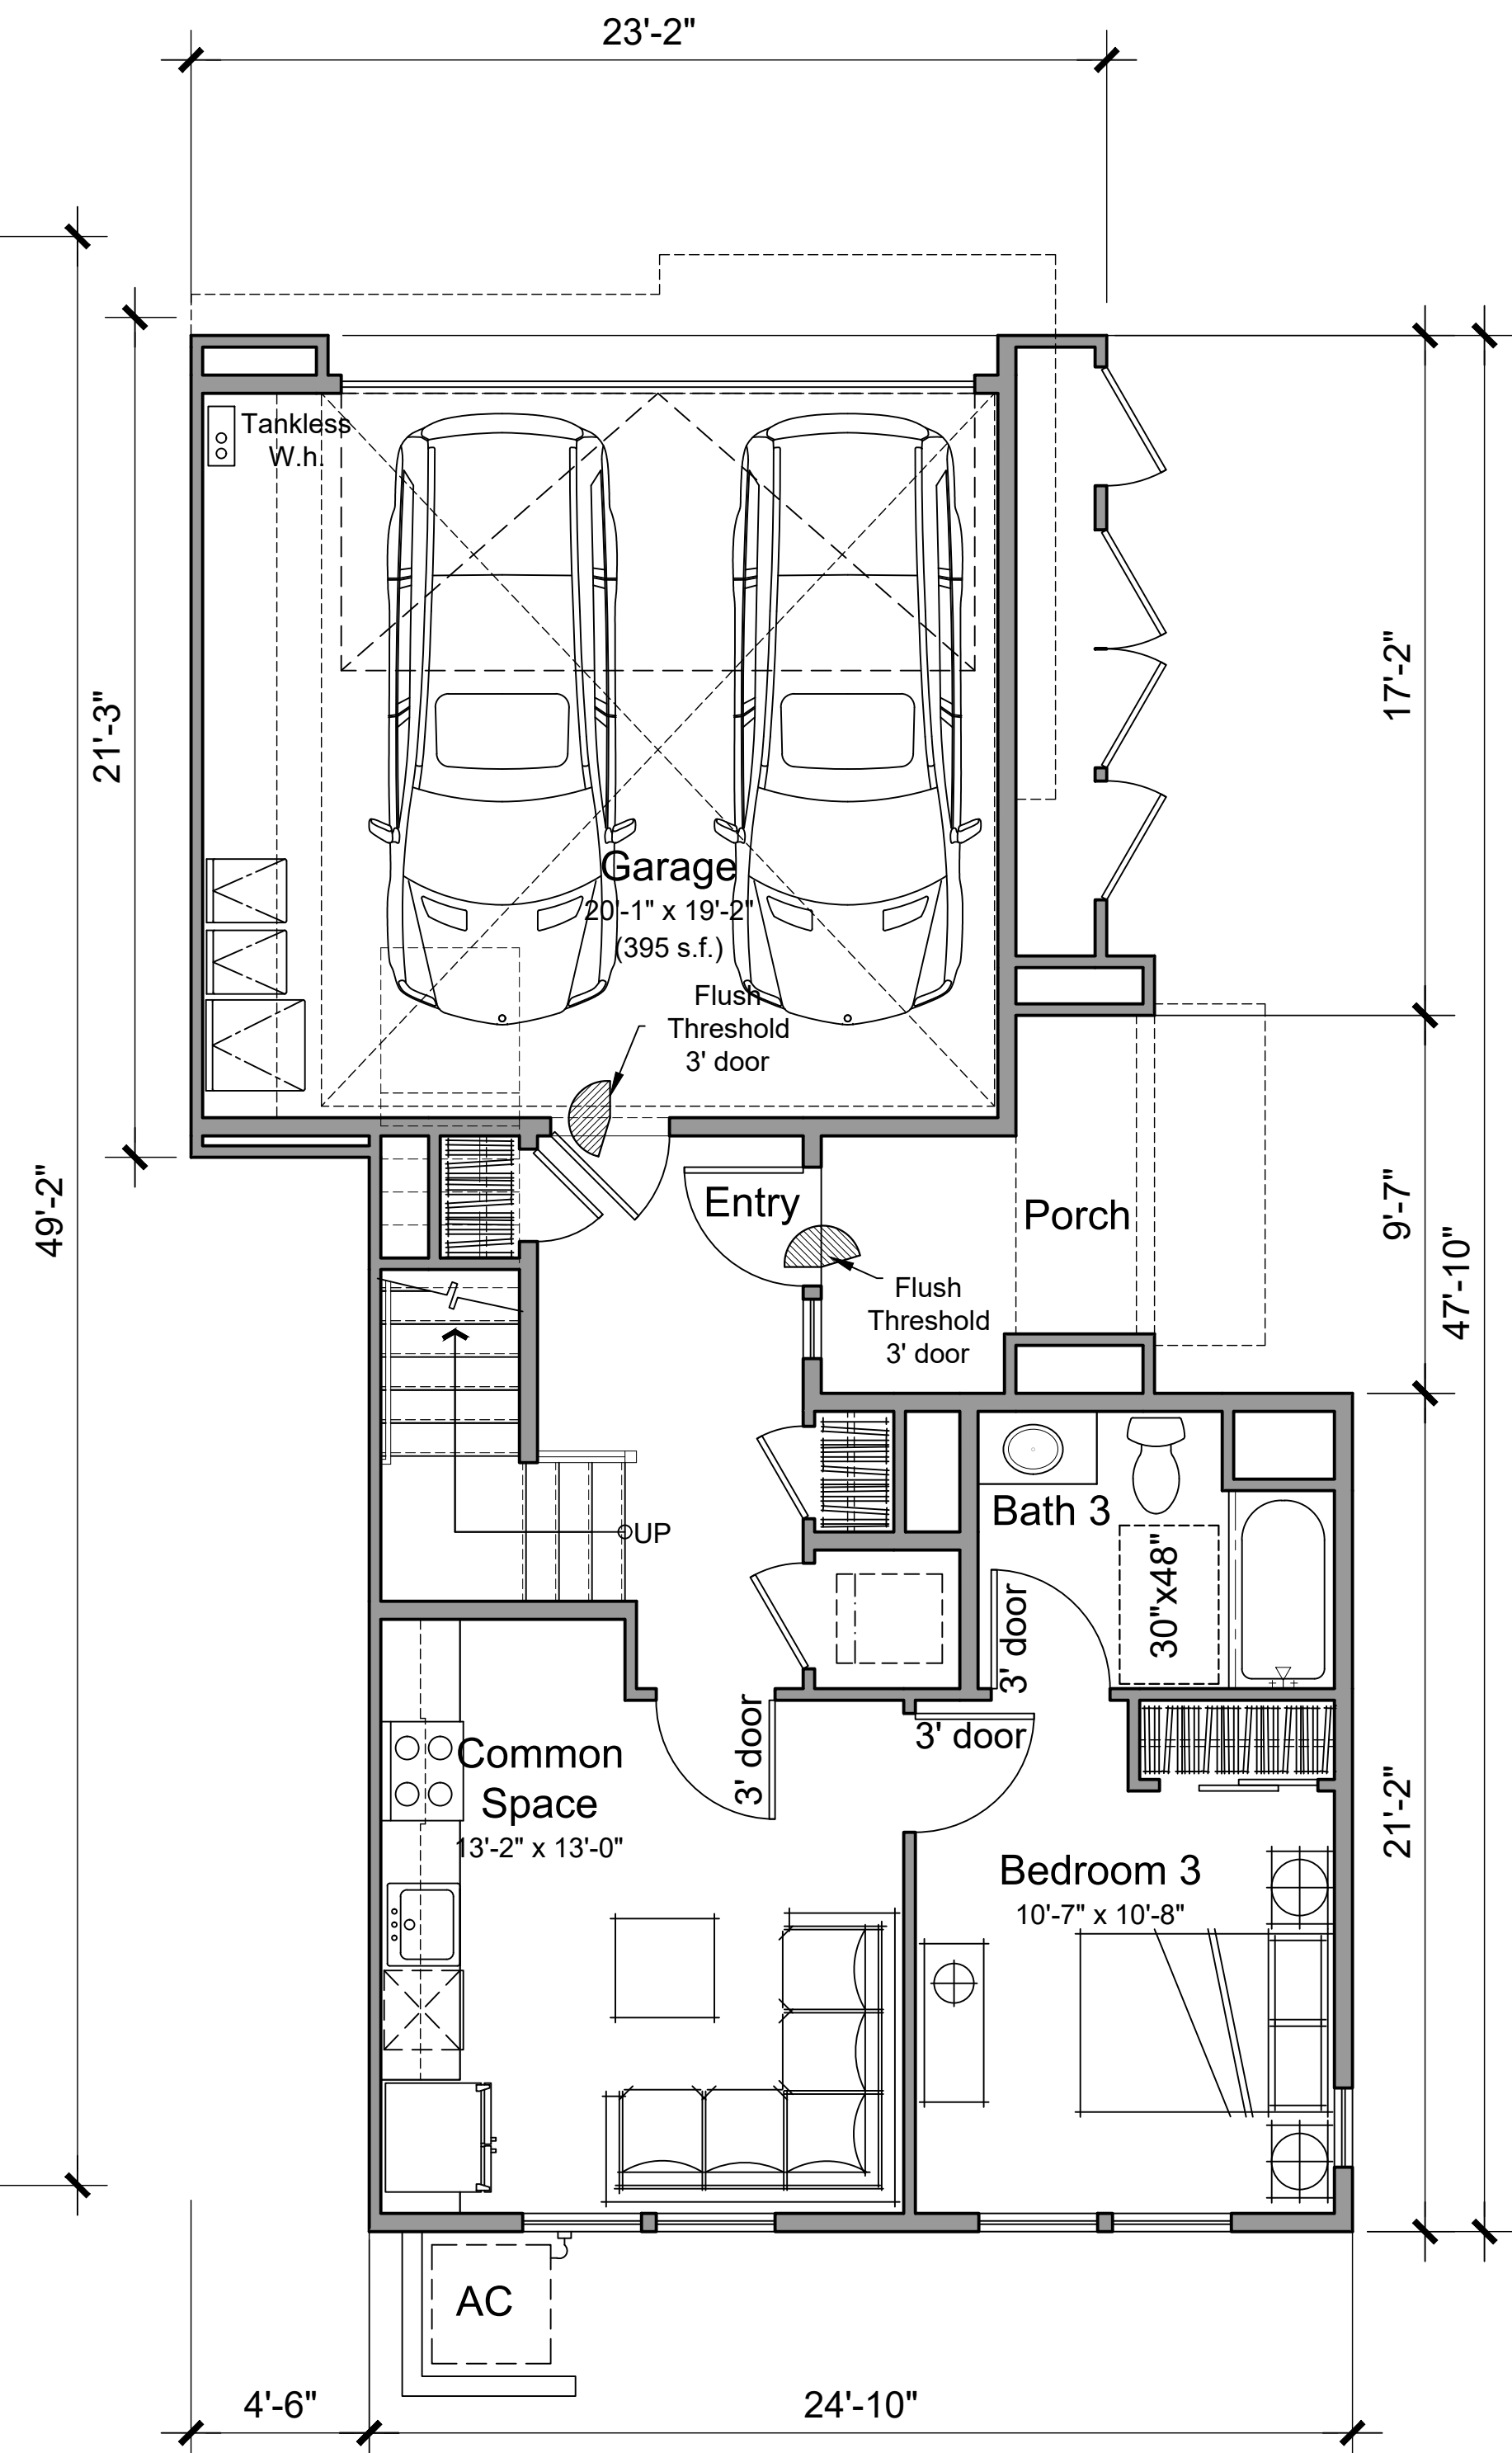 23'-2"
Tankless
W.h.
21'-3"
17'-2"
Garage
20'-1" x 19'-2"
(395 s.f.)
Flush
Threshold
3' door
49'-2"
Entry
Porch
9'-7"
47'-10"
Flush
Threshold
3' door
UP
Bath 3
30"x48"
3' door
3' door
3' door
Common
Space
13'-2" x 13'-0"
Bedroom 3
10'-7" x 10'-8"
21'-2"
AC
4'-6"
24'-10"